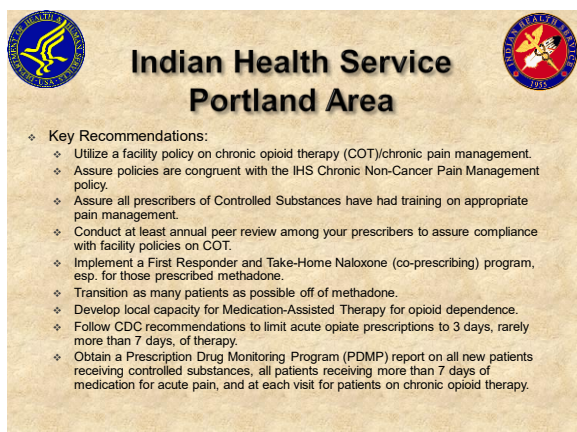 DEPARTMENT OF HEALTH & HUMAN SERVICES · USA
INDIAN HEALTH SERVICE
1955
Indian Health Service
Portland Area
Key Recommendations:
Utilize a facility policy on chronic opioid therapy (COT)/chronic pain management.
Assure policies are congruent with the IHS Chronic Non-Cancer Pain Management
policy.
Assure all prescribers of Controlled Substances have had training on appropriate
pain management.
Conduct at least annual peer review among your prescribers to assure compliance
with facility policies on COT.
Implement a First Responder and Take-Home Naloxone (co-prescribing) program,
esp. for those prescribed methadone.
Transition as many patients as possible off of methadone.
Develop local capacity for Medication-Assisted Therapy for opioid dependence.
Follow CDC recommendations to limit acute opiate prescriptions to 3 days, rarely
more than 7 days, of therapy.
Obtain a Prescription Drug Monitoring Program (PDMP) report on all new patients
receiving controlled substances, all patients receiving more than 7 days of
medication for acute pain, and at each visit for patients on chronic opioid therapy.